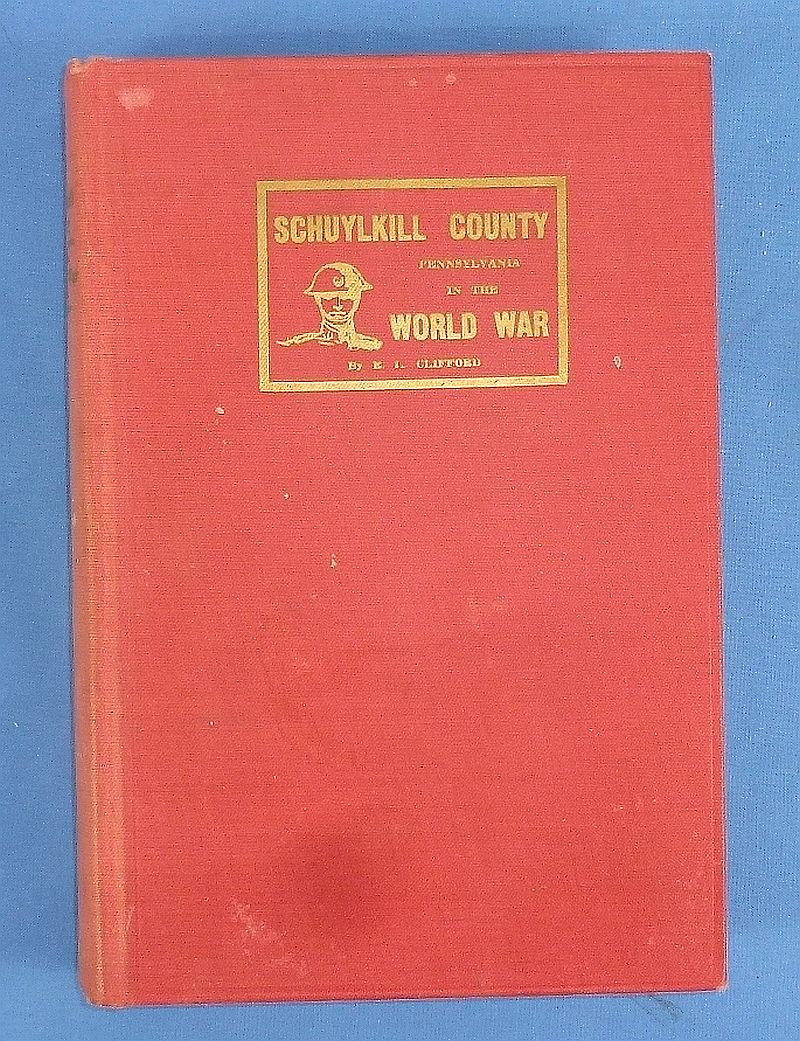 SCHUYLKILL COUNTY
PENNSYLVANIA
IN THE
WORLD WAR
By E. I. CLIFFORD